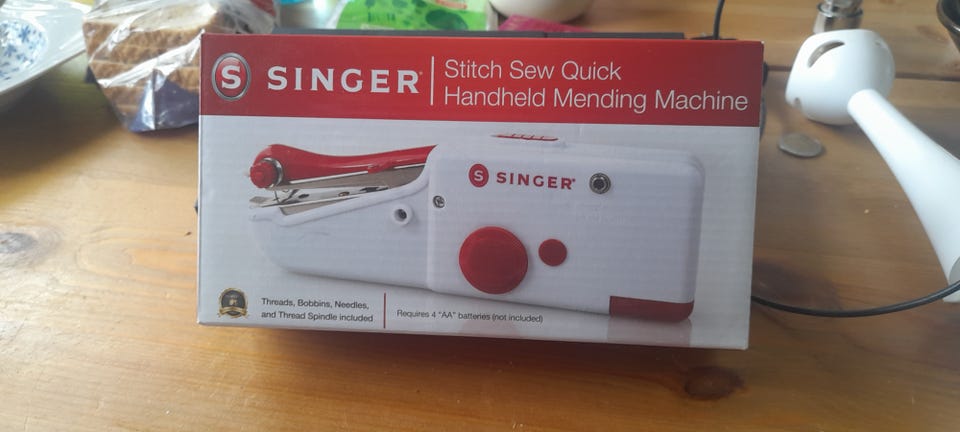 S SINGER®
Stitch Sew Quick
Handheld Mending Machine
S SINGER®
Threads, Bobbins, Needles,
and Thread Spindle included
Requires 4 "AA" batteries (not included)